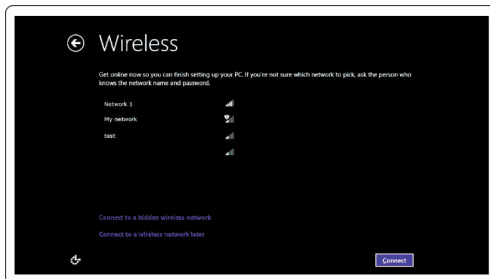 Wireless
Get online now so you can finish setting up your PC. If you're not sure which network to pick, ask the person who
knows the network name and password.
Network 1
My network
test
Connect to a hidden wireless network
Connect to a wireless network later
Connect